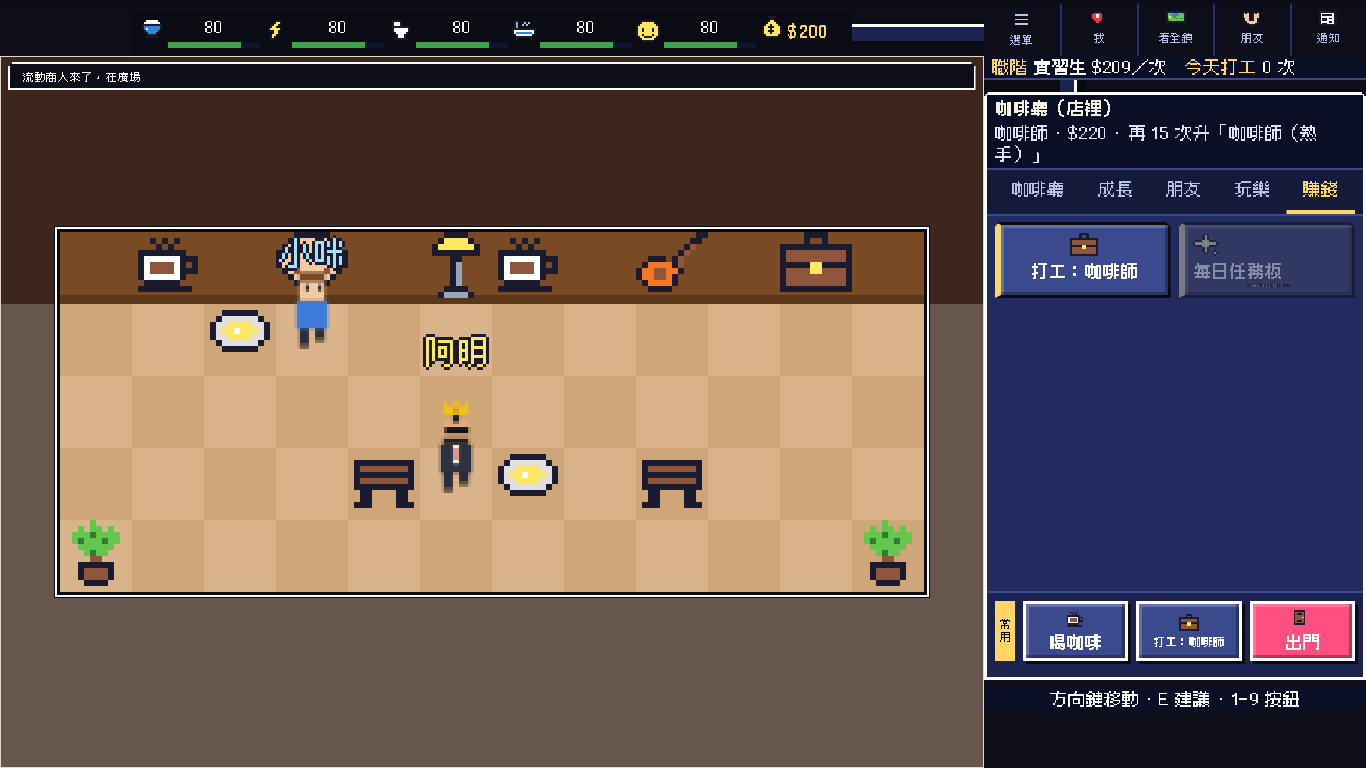 80
80
80
80
80
$200
選單
我
看全鎮
朋友
通知
流動商人來了，在廣場
職階 實習生 $209／次 今天打工 0 次
咖啡廳（店裡）
咖啡師 · $220 · 再 15 次升「咖啡師（熟
手）」
咖啡廳
成長
朋友
玩樂
賺錢
打工：咖啡師
每日任務板
小咪
阿明
常用
喝咖啡
打工：咖啡師
出門
方向鍵移動 · E 建議 · 1-9 按鈕